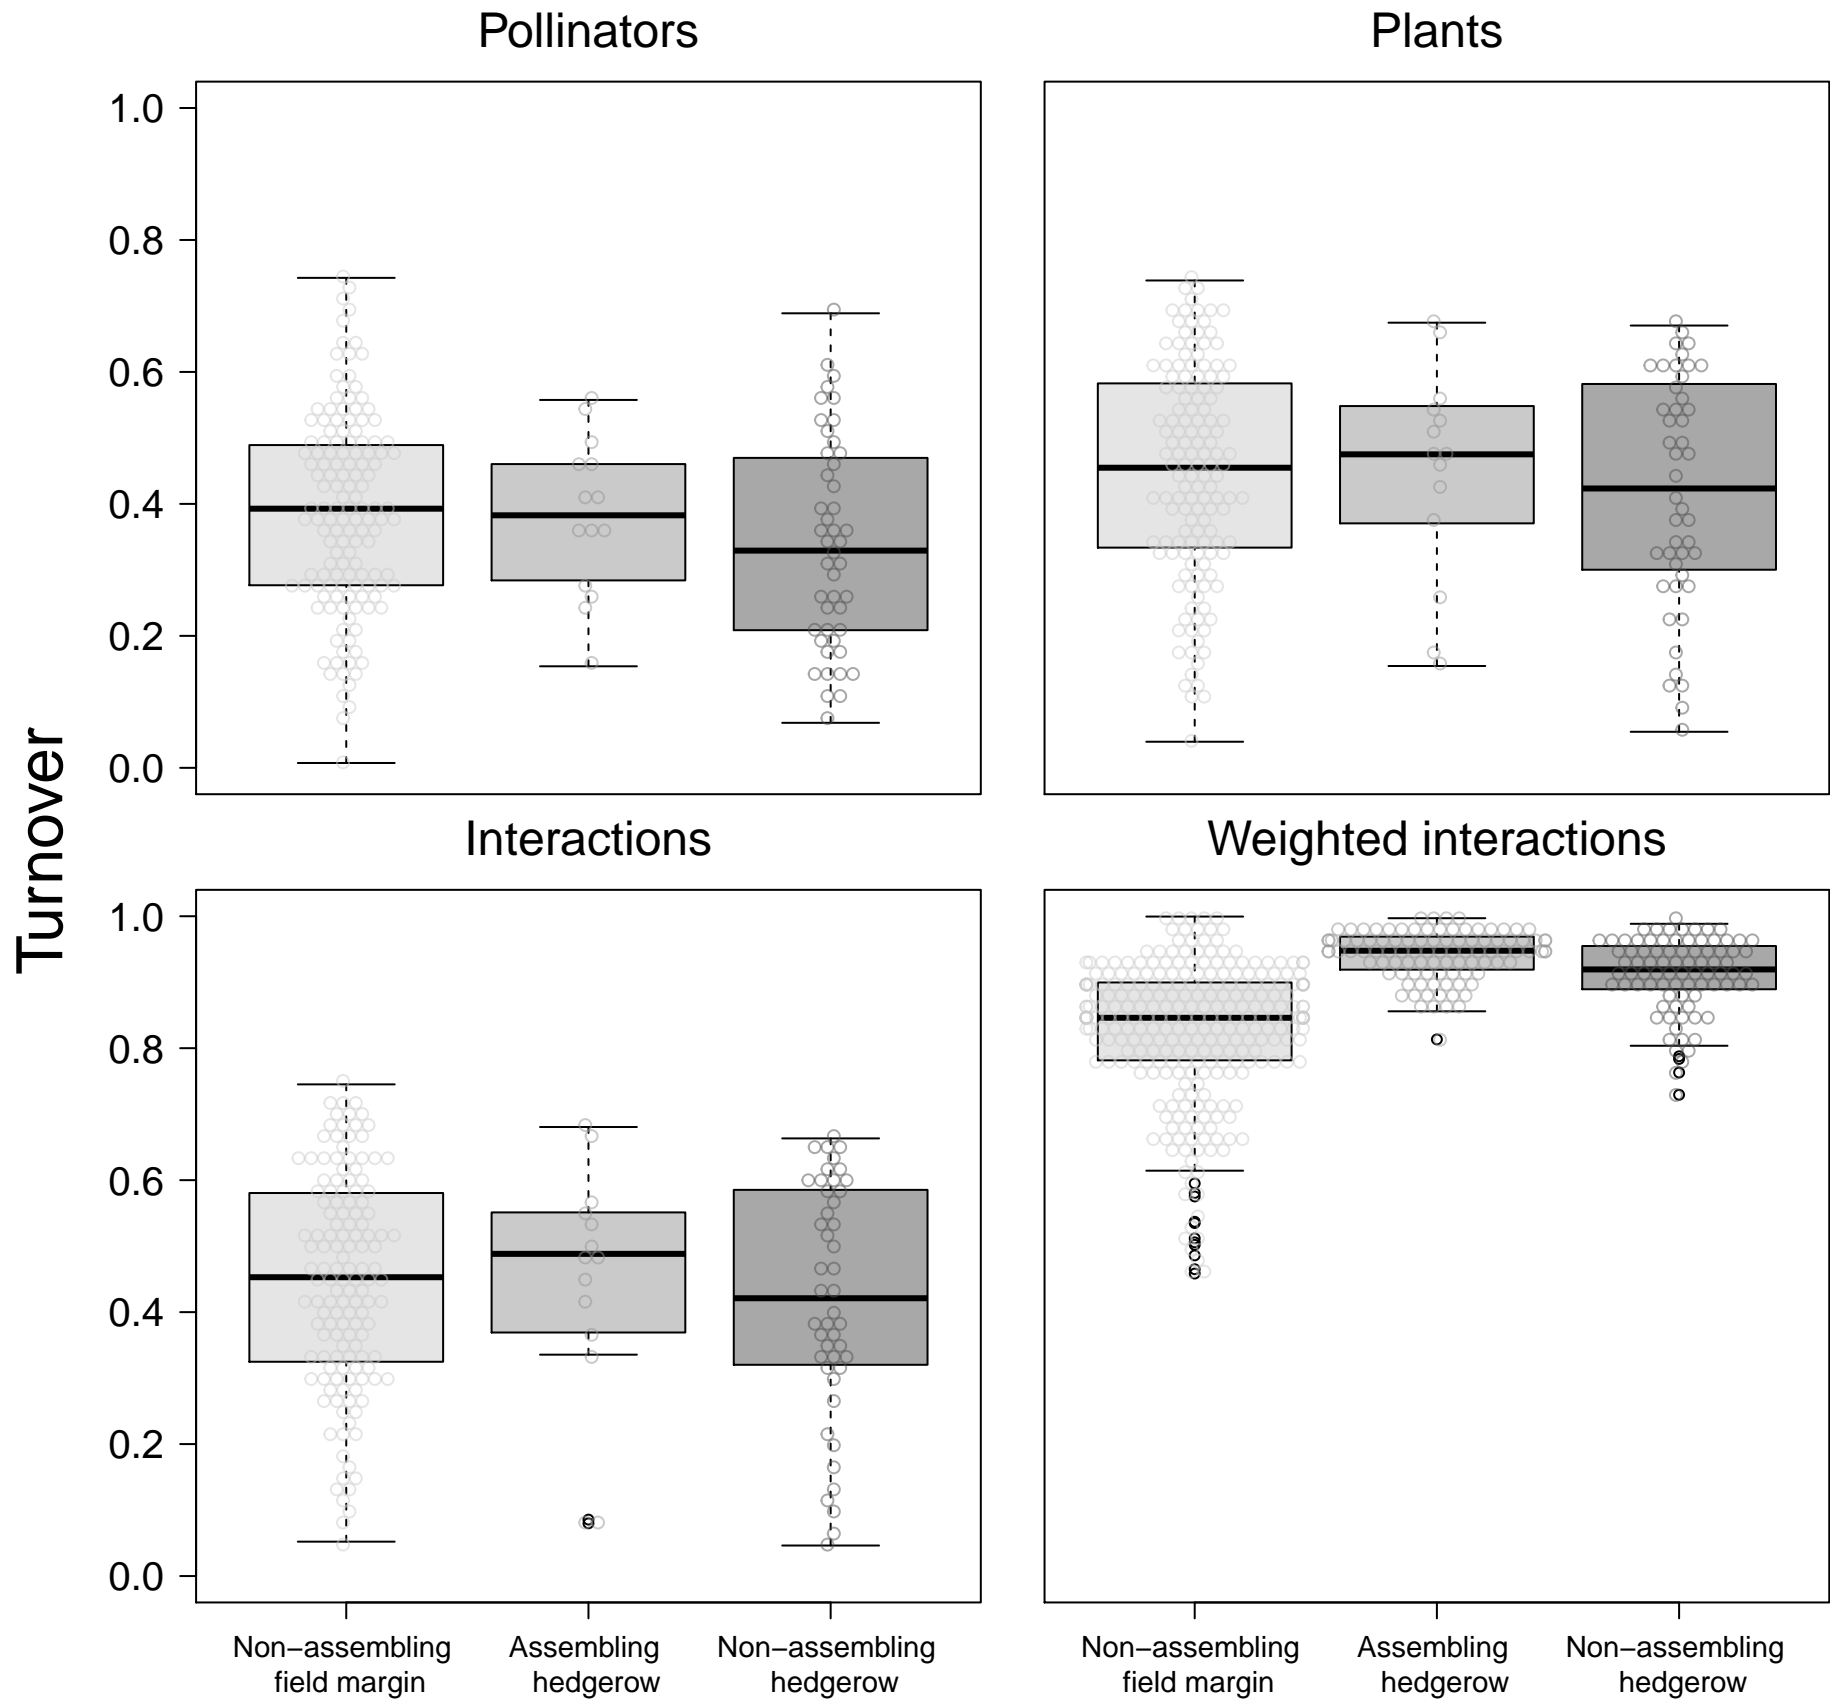 Pollinators
Plants
1.0
0.8
0.6
0.4
0.2
0.0
Turnover
Interactions
Weighted interactions
1.0
0.8
0.6
0.4
0.2
0.0
Non−assembling
field margin
Assembling
hedgerow
Non−assembling
hedgerow
Non−assembling
field margin
Assembling
hedgerow
Non−assembling
hedgerow